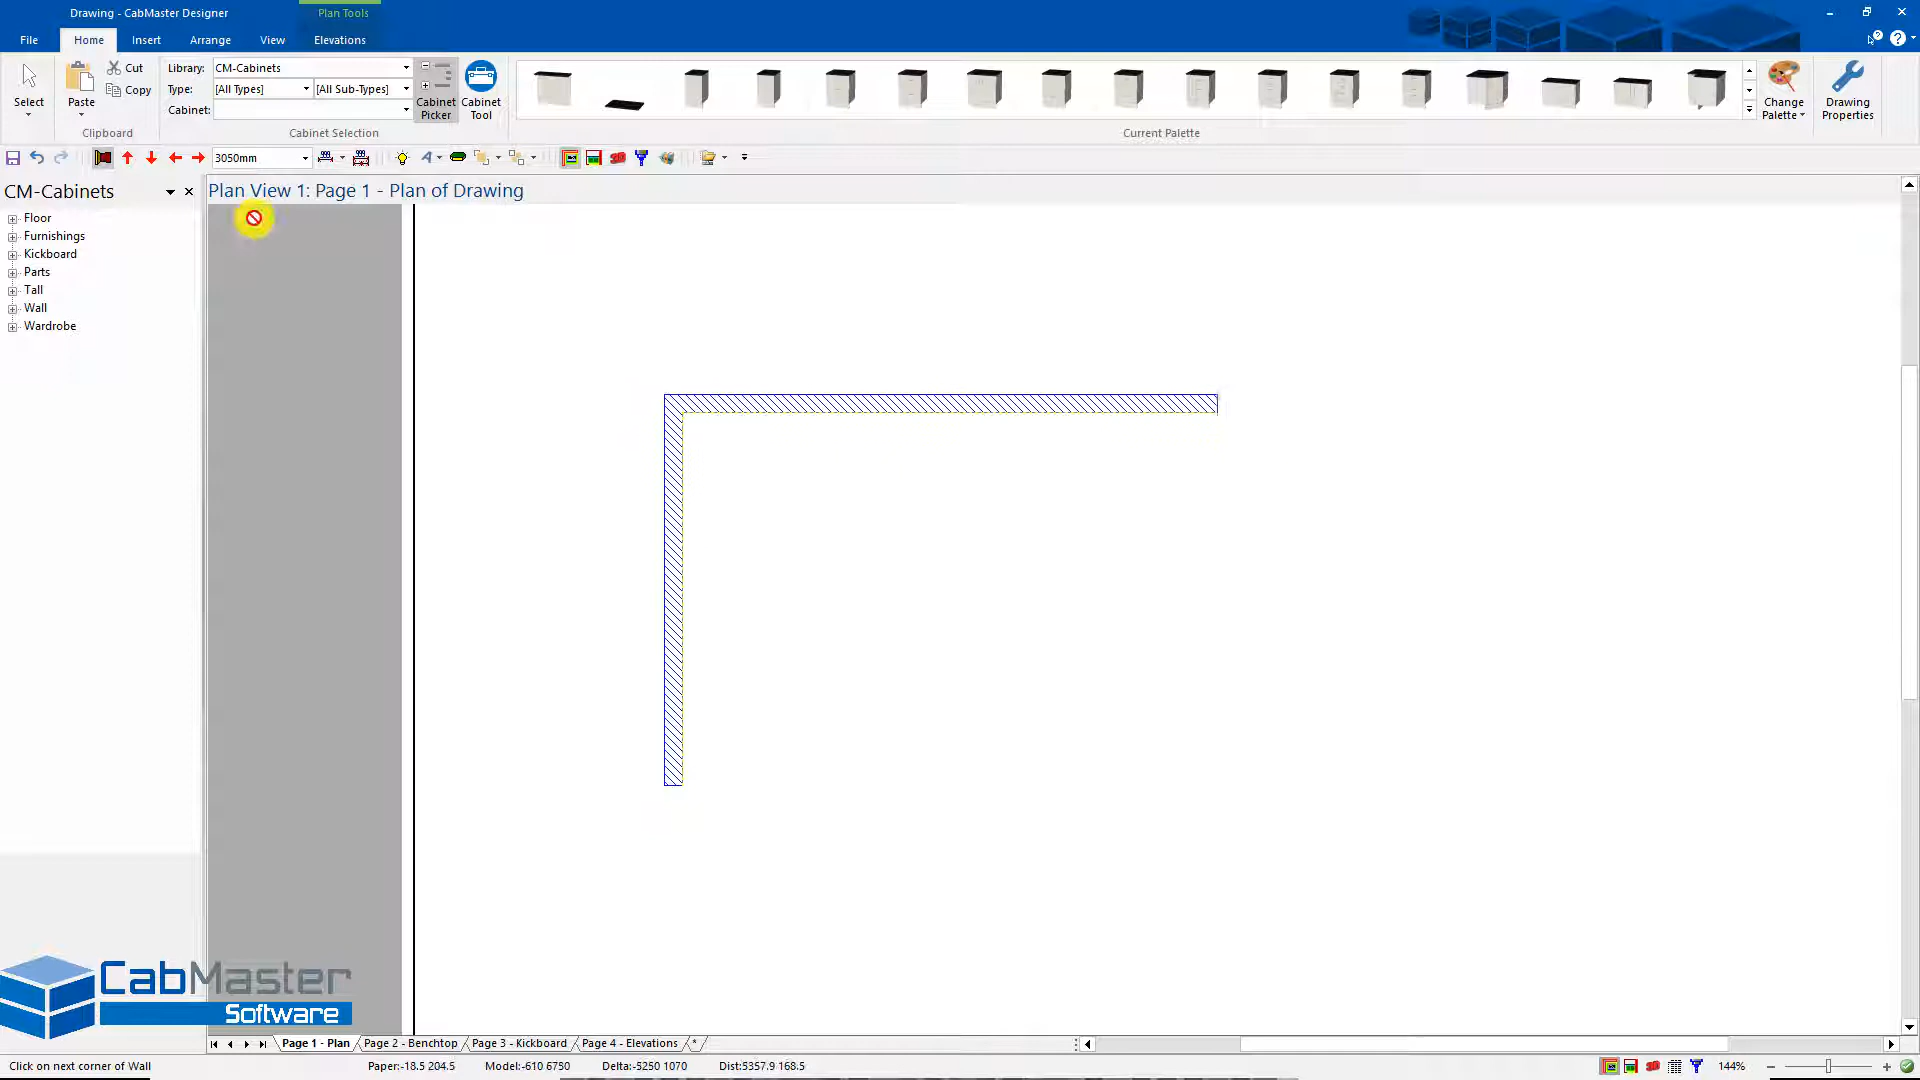 Drawing - CabMaster Designer
Plan Tools
File
Home
Insert
Arrange
View
Elevations
Select
Paste
Cut
Copy
Clipboard
Library: CM-Cabinets
Type: [All Types] [All Sub-Types]
Cabinet:
Cabinet Selection
Cabinet
Picker
Cabinet
Tool
Current Palette
Change
Palette
Drawing
Properties
3050mm
CM-Cabinets
Plan View 1: Page 1 - Plan of Drawing
Floor
Furnishings
Kickboard
Parts
Tall
Wall
Wardrobe
CabMaster
Software
Page 1 - Plan
Page 2 - Benchtop
Page 3 - Kickboard
Page 4 - Elevations
*
Click on next corner of Wall
Paper:-18.5 204.5
Model:-610 6750
Delta:-5250 1070
Dist:5357.9 168.5
144%